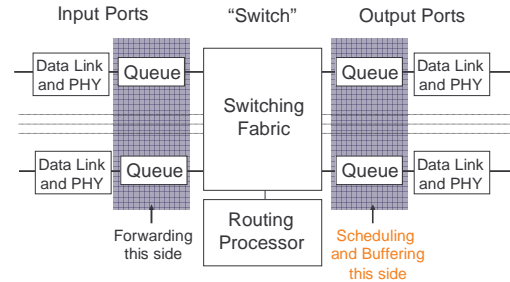 Input Ports
“Switch”
Output Ports
Data Link
and PHY
Queue
Switching
Fabric
Queue
Data Link
and PHY
Data Link
and PHY
Queue
Queue
Data Link
and PHY
Routing
Processor
Forwarding
this side
Scheduling
and Buffering
this side